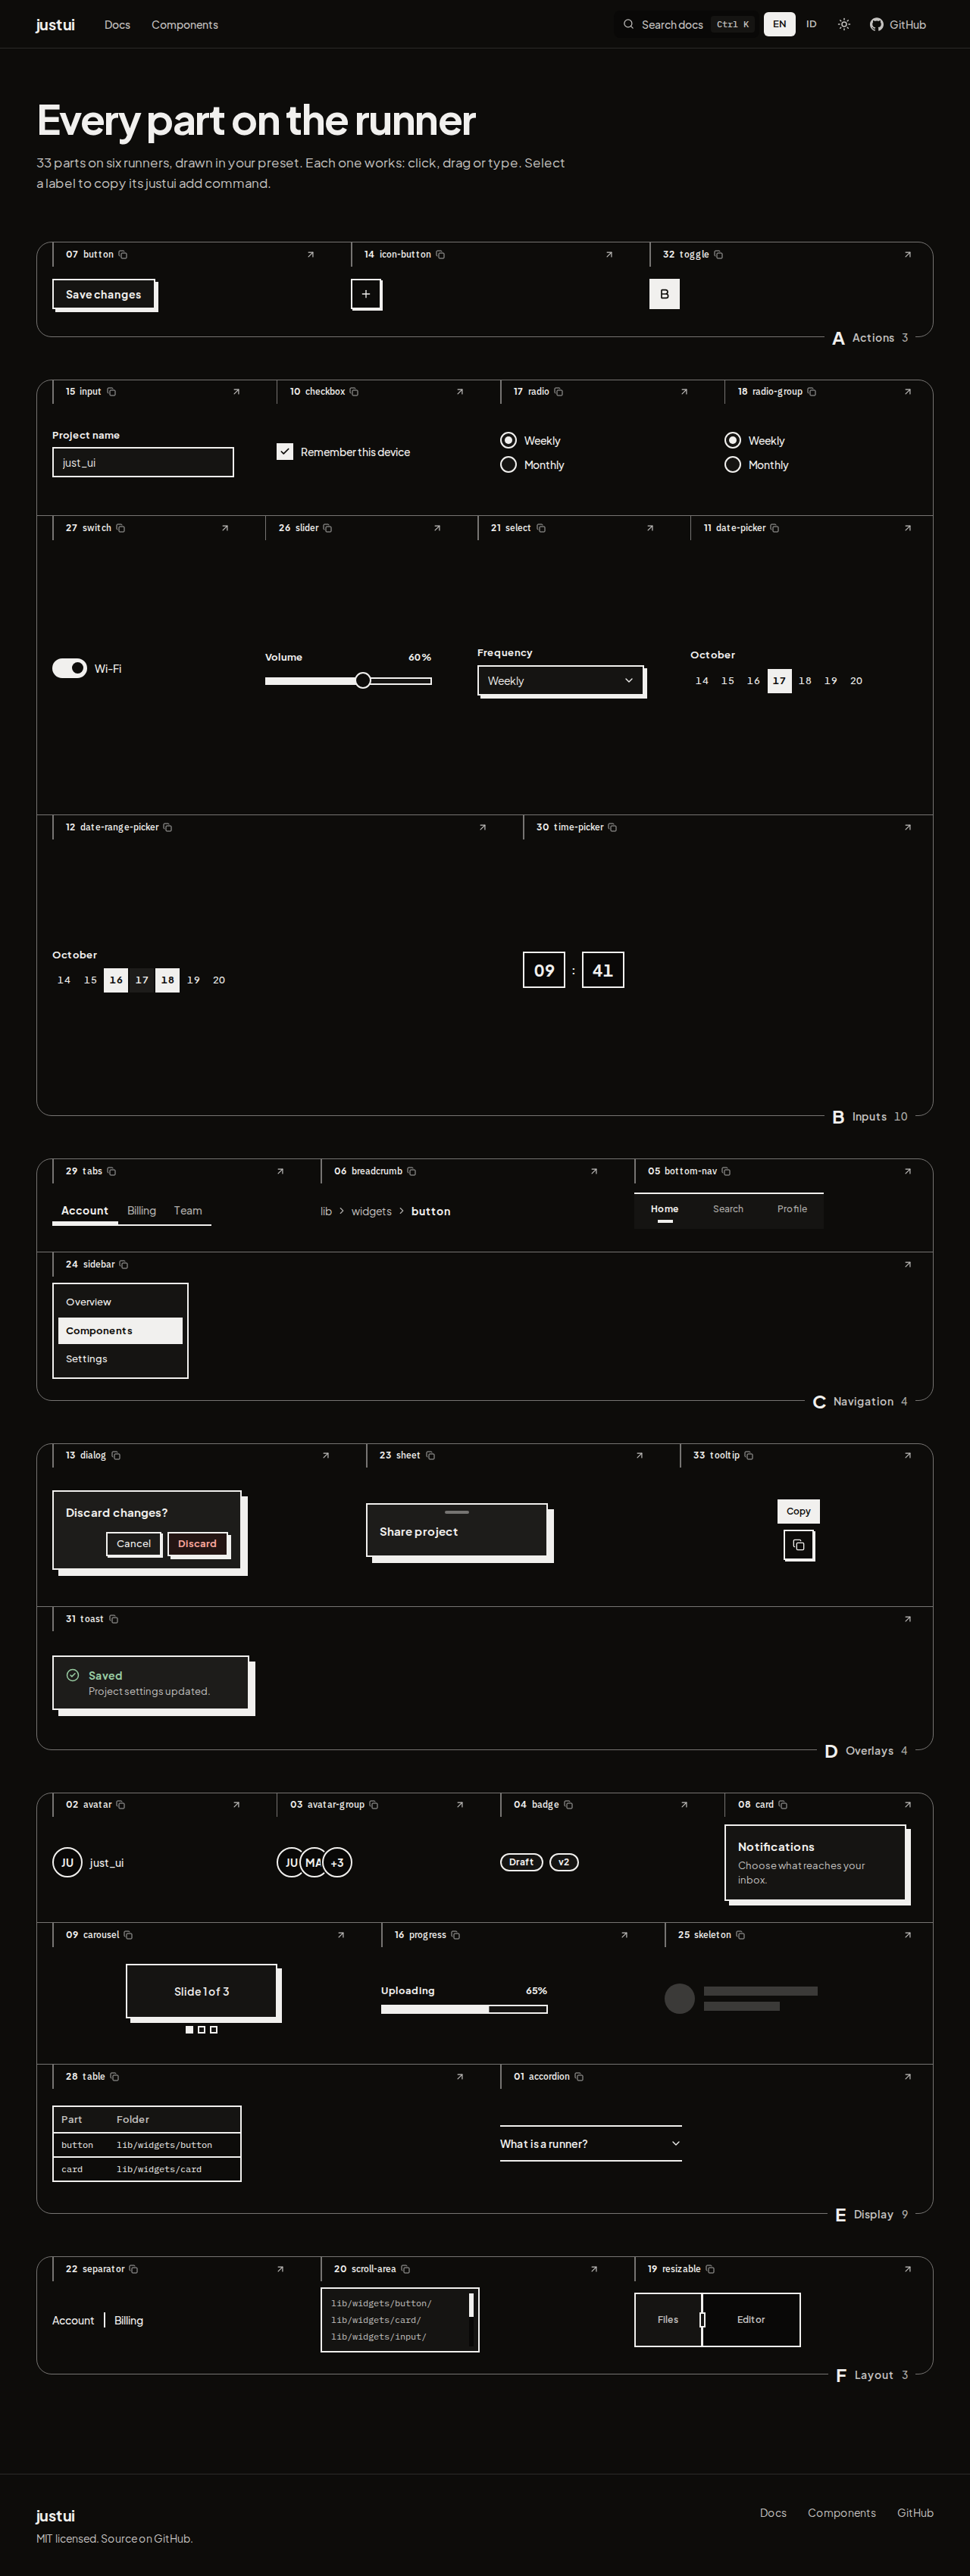 justui Docs Components Search docs Ctrl K EN ID GitHub
Every part on the runner
33 parts on six runners, drawn in your preset. Each one works: click, drag or type. Select
a label to copy its justui add command.
07 button 14 icon-button 32 toggle
Save changes B
A Actions 3
15 input 10 checkbox 17 radio 18 radio-group
Project name
just_ui
Remember this device
Weekly
Monthly
Weekly
Monthly
27 switch 26 slider 21 select 11 date-picker
Wi-Fi
Volume 60%
Frequency
Weekly
October
14 15 16 17 18 19 20
12 date-range-picker 30 time-picker
October
14 15 16 17 18 19 20
09 : 41
B Inputs 10
29 tabs 06 breadcrumb 05 bottom-nav
Account Billing Team
lib > widgets > button
Home Search Profile
24 sidebar
Overview
Components
Settings
C Navigation 4
13 dialog 23 sheet 33 tooltip
Discard changes?
Cancel Discard
Share project
Copy
31 toast
Saved
Project settings updated.
D Overlays 4
02 avatar 03 avatar-group 04 badge 08 card
JU just_ui
JU MA +3
Draft v2
Notifications
Choose what reaches your
inbox.
09 carousel 16 progress 25 skeleton
Slide 1 of 3
Uploading 65%
28 table 01 accordion
Part Folder
button lib/widgets/button
card lib/widgets/card
What is a runner?
E Display 9
22 separator 20 scroll-area 19 resizable
Account Billing
lib/widgets/button/
lib/widgets/card/
lib/widgets/input/
Files Editor
F Layout 3
justui
MIT licensed. Source on GitHub.
Docs Components GitHub